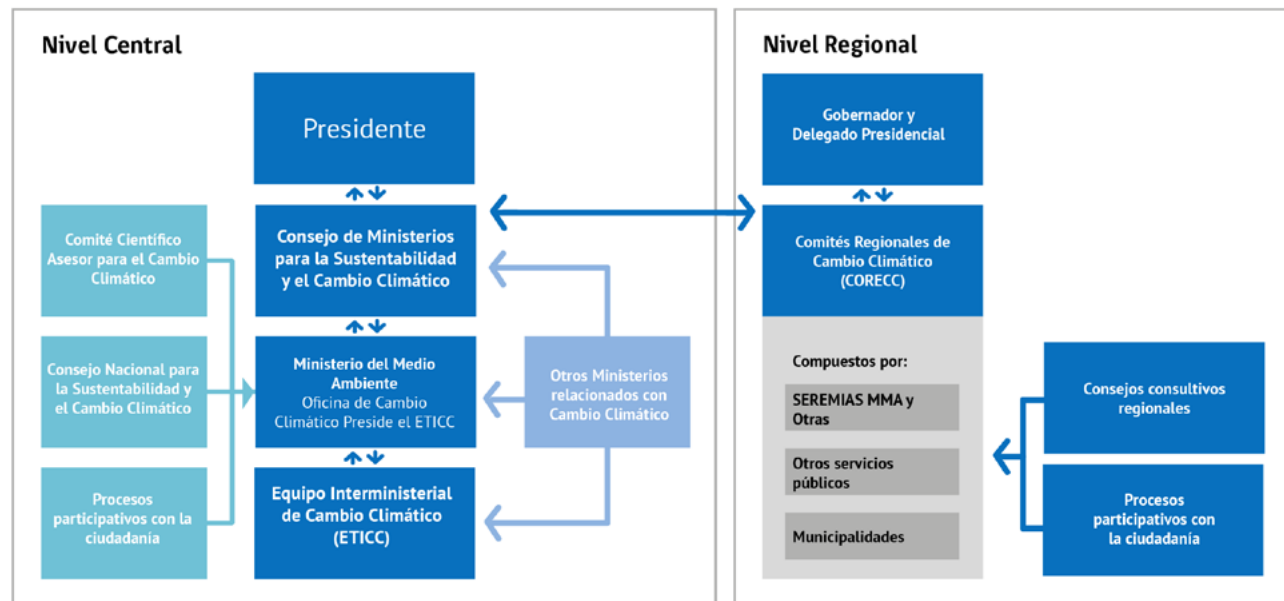 Nivel Central
Presidente
Comité Científico
Asesor para el Cambio
Climático
Consejo Nacional para
la Sustentabilidad y
el Cambio Climático
Procesos
participativos con la
ciudadanía
Consejo de Ministerios
para la Sustentabilidad
y el Cambio Climático
Ministerio del Medio
Ambiente
Oficina de Cambio
Climático Preside el ETICC
Equipo Interministerial
de Cambio Climático
(ETICC)
Otros Ministerios
relacionados con
Cambio Climático
Nivel Regional
Gobernador y
Delegado Presidencial
Comités Regionales de
Cambio Climático
(CORECC)
Compuestos por:
SEREMIAS MMA y
Otras
Otros servicios
públicos
Municipalidades
Consejos consultivos
regionales
Procesos
participativos con
la ciudadanía